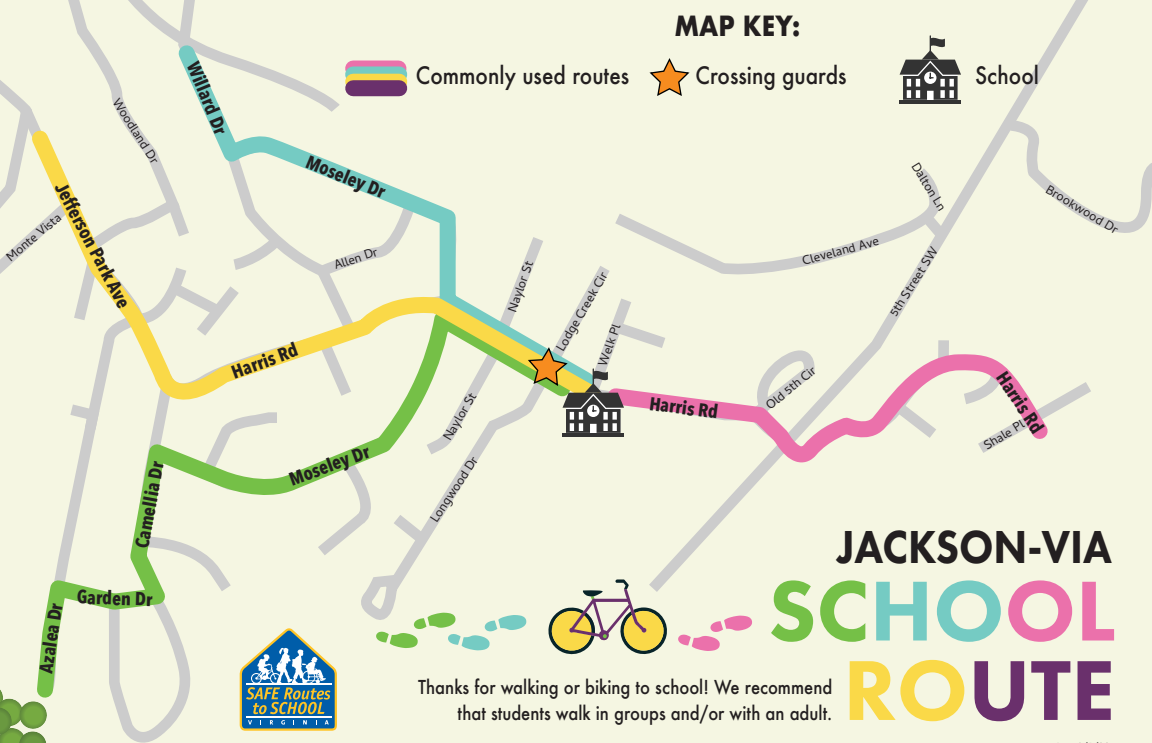 MAP KEY:
Commonly used routes
Crossing guards
School
Willard Dr
Woodland Dr
Moseley Dr
Jefferson Park Ave
Monte Vista
Allen Dr
Naylor St
Lodge Creek Cir
Welk Pl
Dalton Ln
Brookwood Dr
Cleveland Ave
5th Street SW
Harris Rd
Harris Rd
Old 5th Cir
Harris Rd
Shale Pl
Naylor St
Moseley Dr
Longwood Dr
Camellia Dr
Garden Dr
Azalea Dr
JACKSON-VIA
SCHOOL
ROUTE
SAFE Routes
to SCHOOL
VIRGINIA
Thanks for walking or biking to school! We recommend
that students walk in groups and/or with an adult.